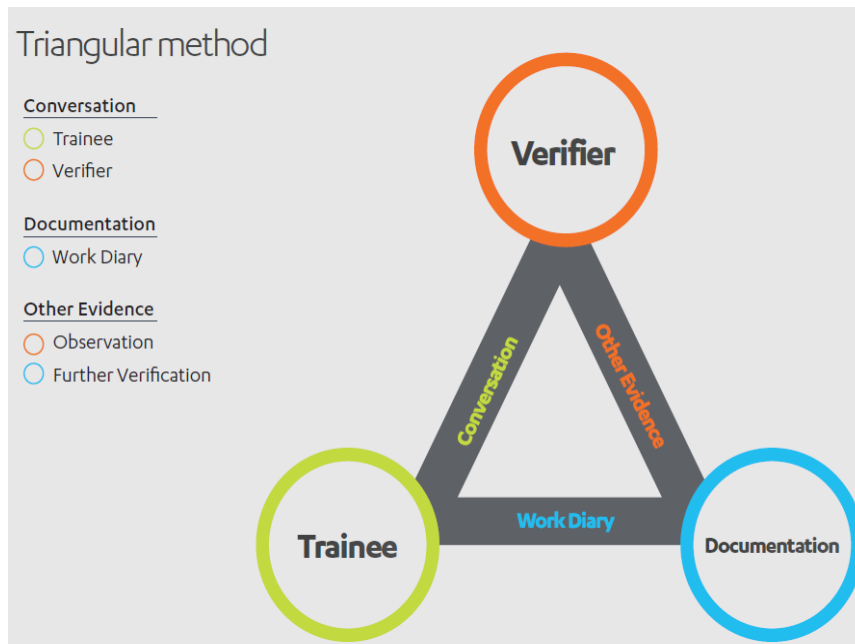 Triangular method
Conversation
Trainee
Verifier
Documentation
Work Diary
Other Evidence
Observation
Further Verification
Verifier
Conversation
Other Evidence
Work Diary
Trainee
Documentation